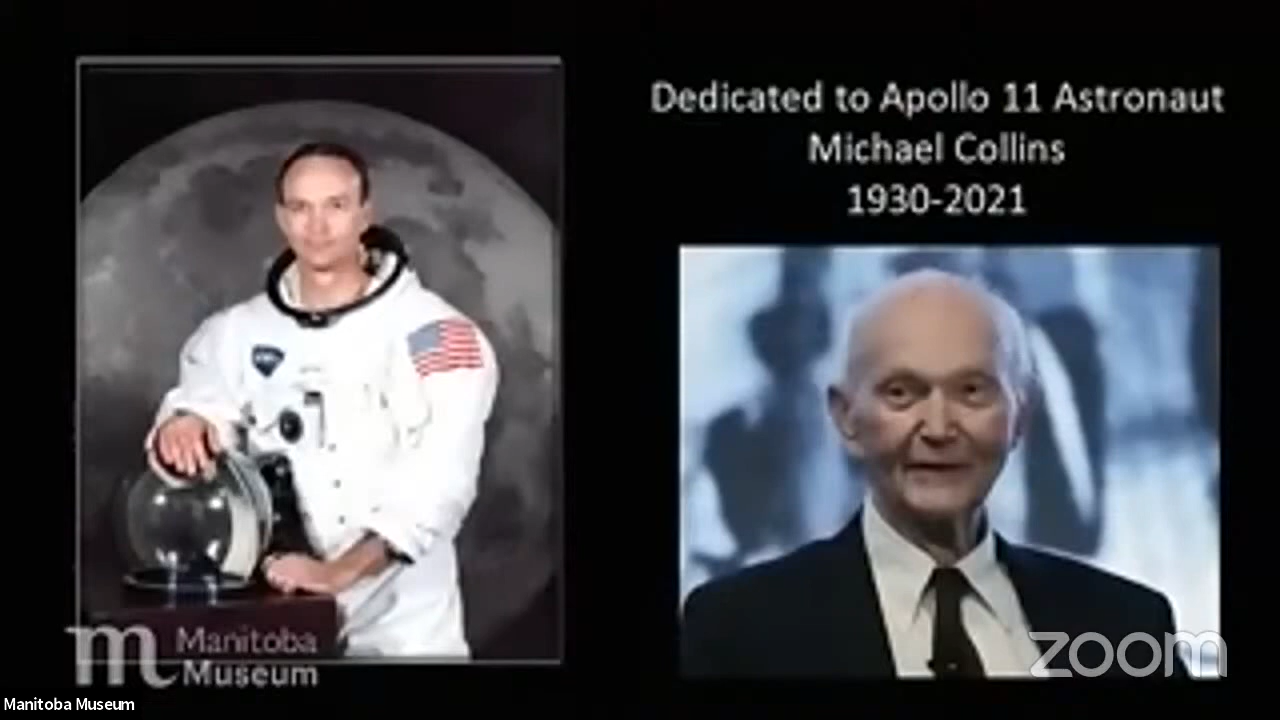 Dedicated to Apollo 11 Astronaut
Michael Collins
1930-2021
m Manitoba
Museum
zoom
Manitoba Museum